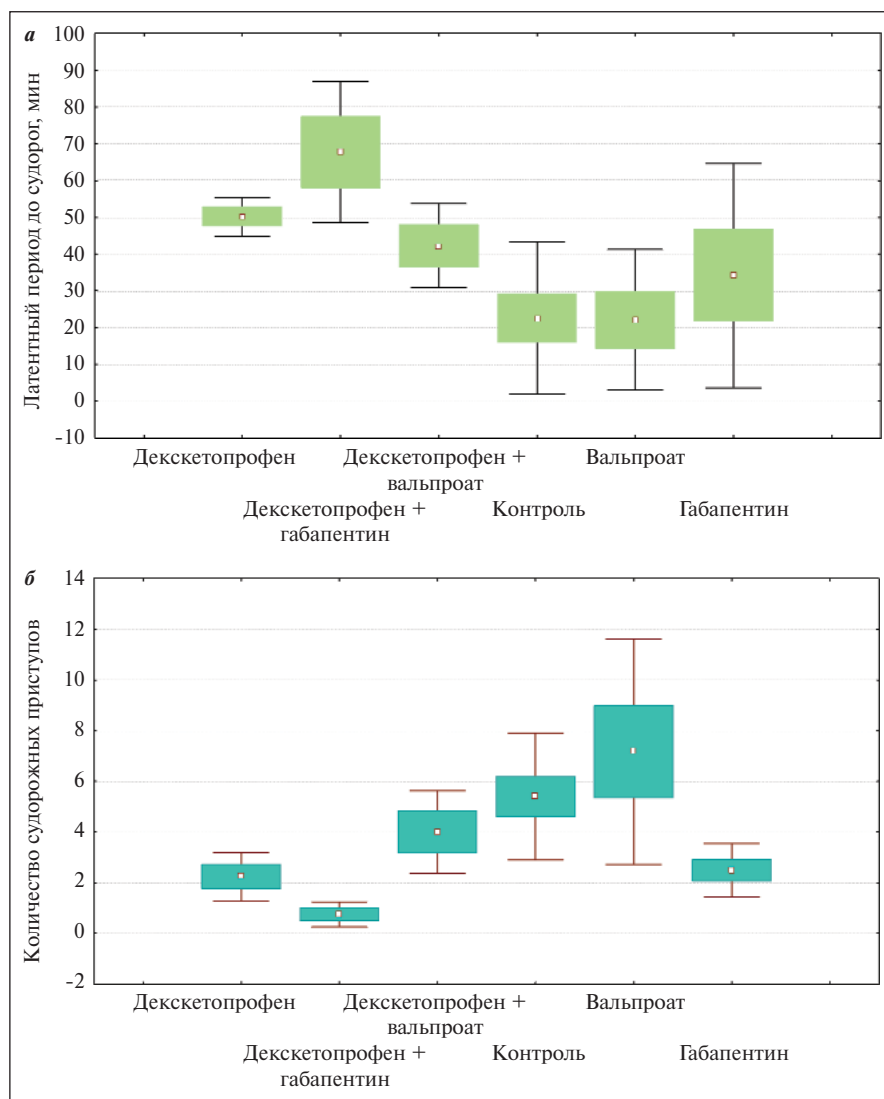 а
Латентный период до судорог, мин
100
90
80
70
60
50
40
30
20
10
0
-10
Декскетопрофен
Декскетопрофен +
вальпроат
Вальпроат
Декскетопрофен +
габапентин
Контроль
Габапентин
б
Количество судорожных приступов
14
12
10
8
6
4
2
0
-2
Декскетопрофен
Декскетопрофен +
вальпроат
Вальпроат
Декскетопрофен +
габапентин
Контроль
Габапентин